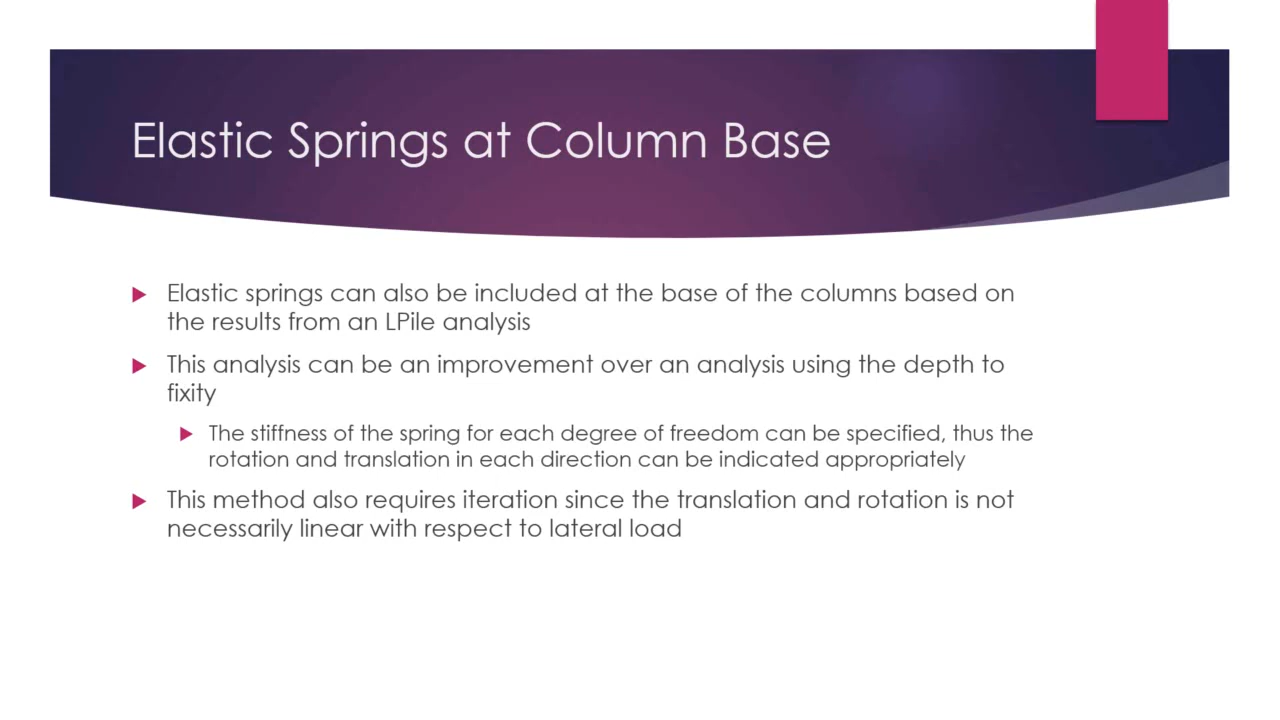 Elastic Springs at Column Base
Elastic springs can also be included at the base of the columns based on
the results from an LPile analysis
This analysis can be an improvement over an analysis using the depth to
fixity
The stiffness of the spring for each degree of freedom can be specified, thus the
rotation and translation in each direction can be indicated appropriately
This method also requires iteration since the translation and rotation is not
necessarily linear with respect to lateral load